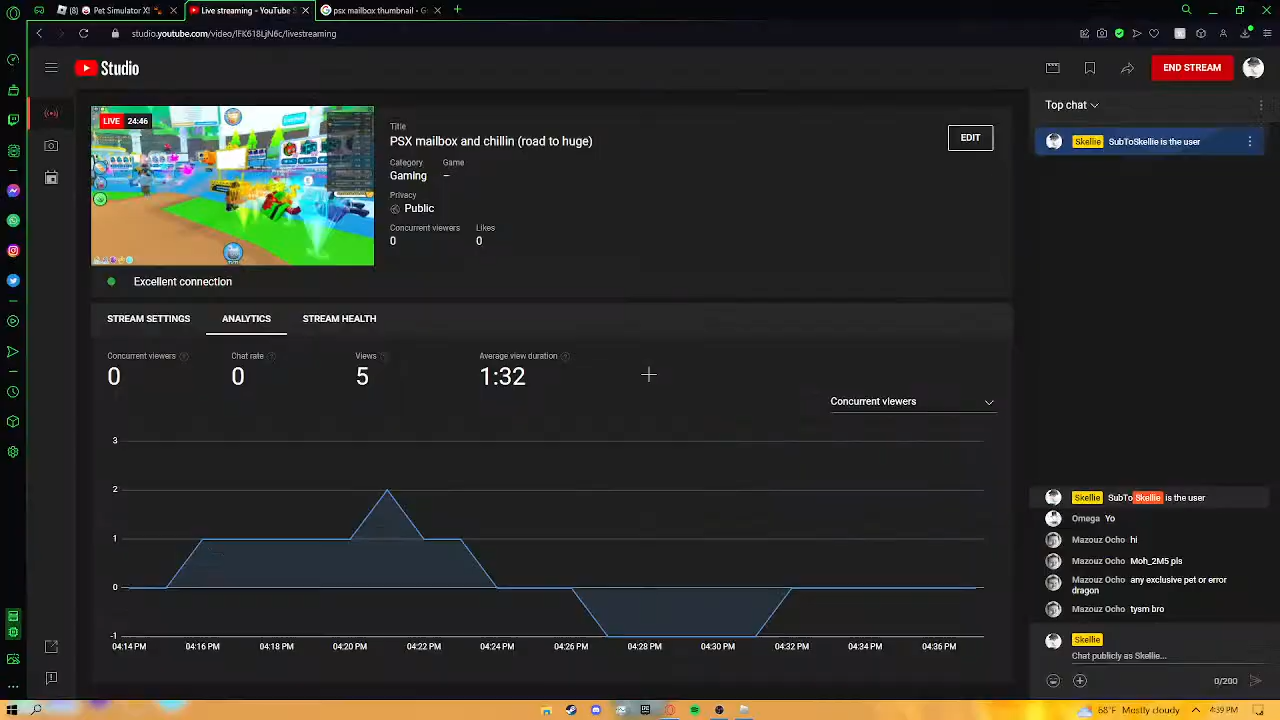 (8) Pet Simulator X!
Live streaming - YouTube S
psx mailbox thumbnail - G
studio.youtube.com/video/lFK618LjN6c/livestreaming
Studio
END STREAM
LIVE 24:46
Title
PSX mailbox and chillin (road to huge)
EDIT
Category Game
Gaming –
Privacy
Public
Concurrent viewers Likes
0 0
Excellent connection
STREAM SETTINGS ANALYTICS STREAM HEALTH
Concurrent viewers Chat rate Views Average view duration
0 0 5 1:32
Concurrent viewers
3
2
1
0
-1
04:14 PM 04:16 PM 04:18 PM 04:20 PM 04:22 PM 04:24 PM 04:26 PM 04:28 PM 04:30 PM 04:32 PM 04:34 PM 04:36 PM
Top chat
Skellie SubToSkellie is the user
Skellie SubToSkellie is the user
Omega Yo
Mazouz Ocho hi
Mazouz Ocho Moh_2M5 pls
Mazouz Ocho any exclusive pet or error
dragon
Mazouz Ocho tysm bro
Skellie
Chat publicly as Skellie...
0/200
68°F Mostly cloudy 4:39 PM